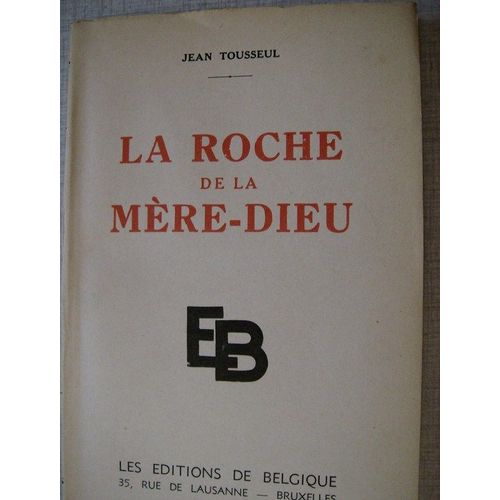 JEAN TOUSSEUL
LA ROCHE
DE LA
MÈRE-DIEU
EB
LES EDITIONS DE BELGIQUE
35, RUE DE LAUSANNE — BRUXELLES